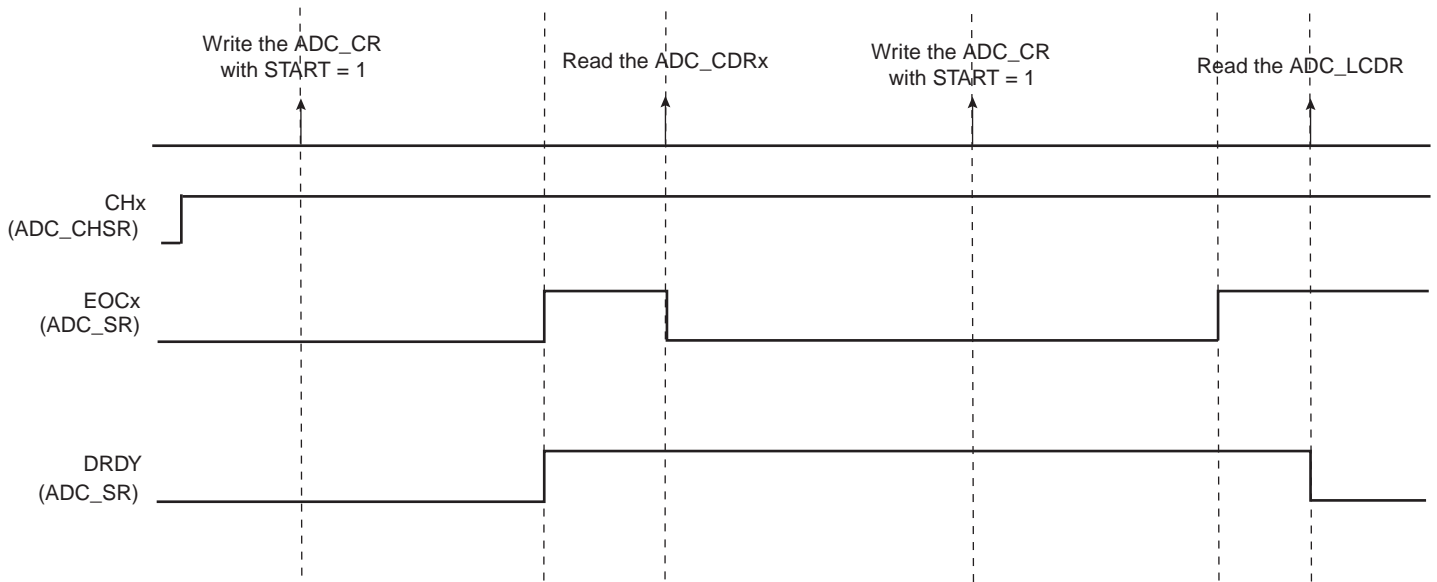 Write the ADC_CR
with START = 1
Read the ADC_CDRx
Write the ADC_CR
with START = 1
Read the ADC_LCDR
CHx
(ADC_CHSR)
EOCx
(ADC_SR)
DRDY
(ADC_SR)